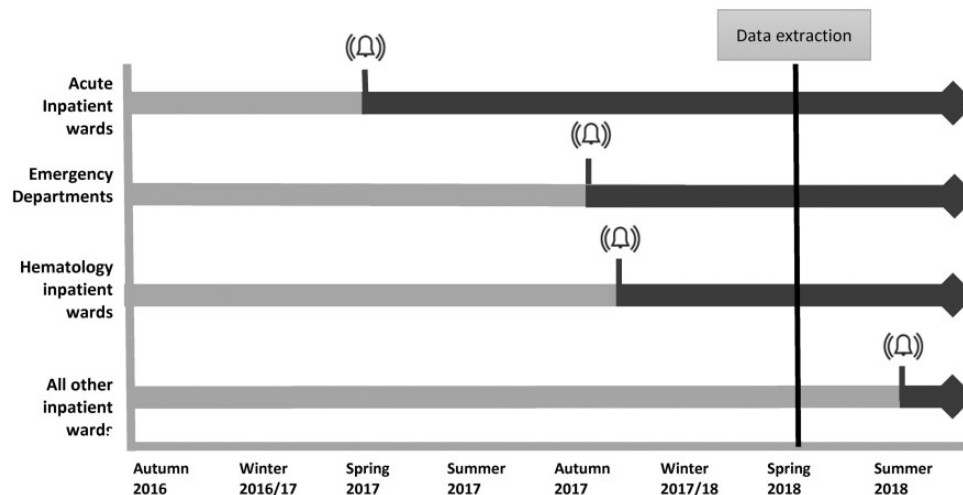 Data extraction
Acute
Inpatient
wards
Emergency
Departments
Hematology
inpatient
wards
All other
inpatient
wards
Autumn
2016
Winter
2016/17
Spring
2017
Summer
2017
Autumn
2017
Winter
2017/18
Spring
2018
Summer
2018